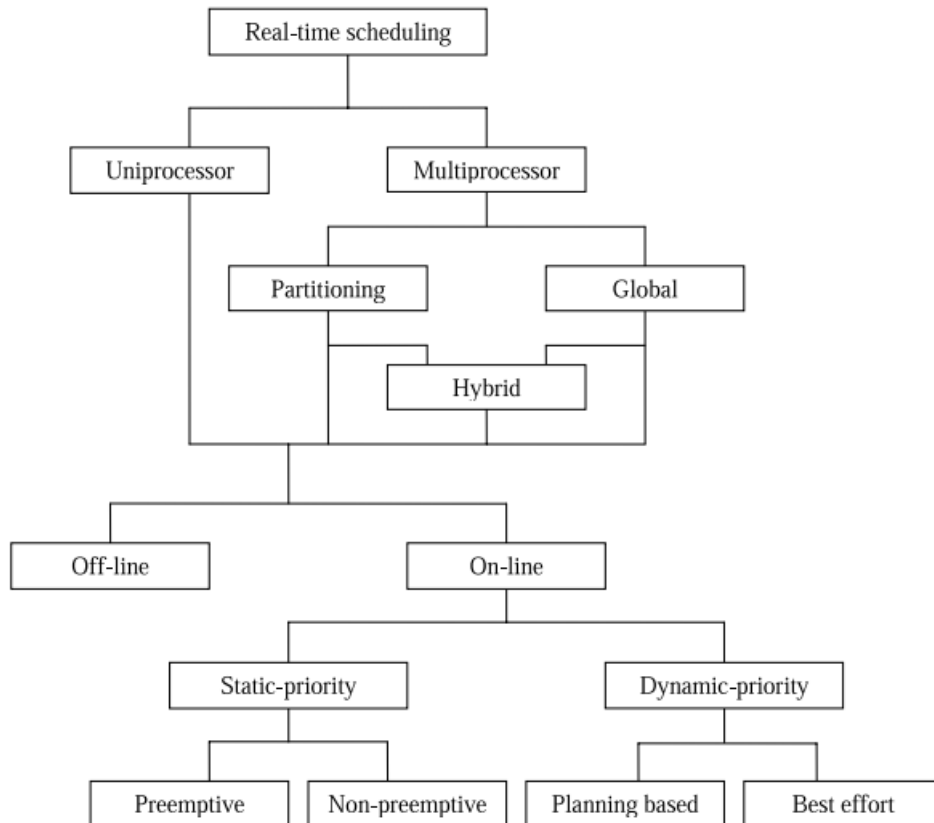 Real-time scheduling
Uniprocessor
Multiprocessor
Partitioning
Global
Hybrid
Off-line
On-line
Static-priority
Dynamic-priority
Preemptive
Non-preemptive
Planning based
Best effort